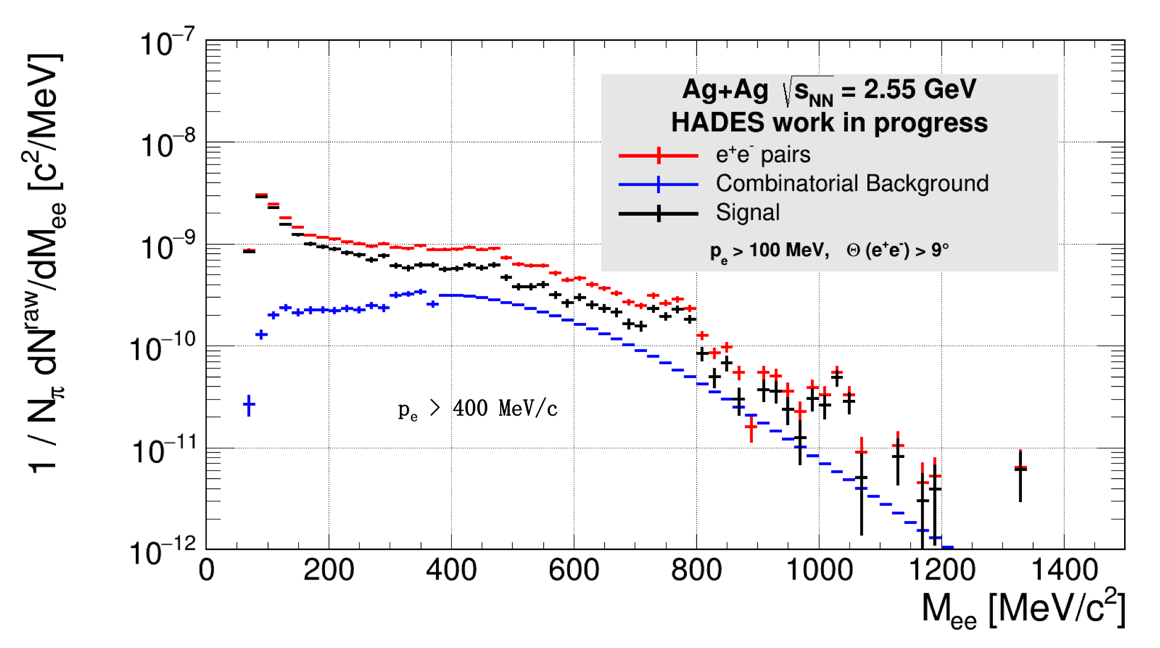 1 / Nπ dNraw/dMee [c2/MeV]
10−7
10−8
10−9
10−10
10−11
10−12
Ag+Ag √sNN = 2.55 GeV
HADES work in progress
e+e- pairs
Combinatorial Background
Signal
pe > 100 MeV, Θ (e+e-) > 9°
pe > 400 MeV/c
0 200 400 600 800 1000 1200 1400
Mee [MeV/c2]